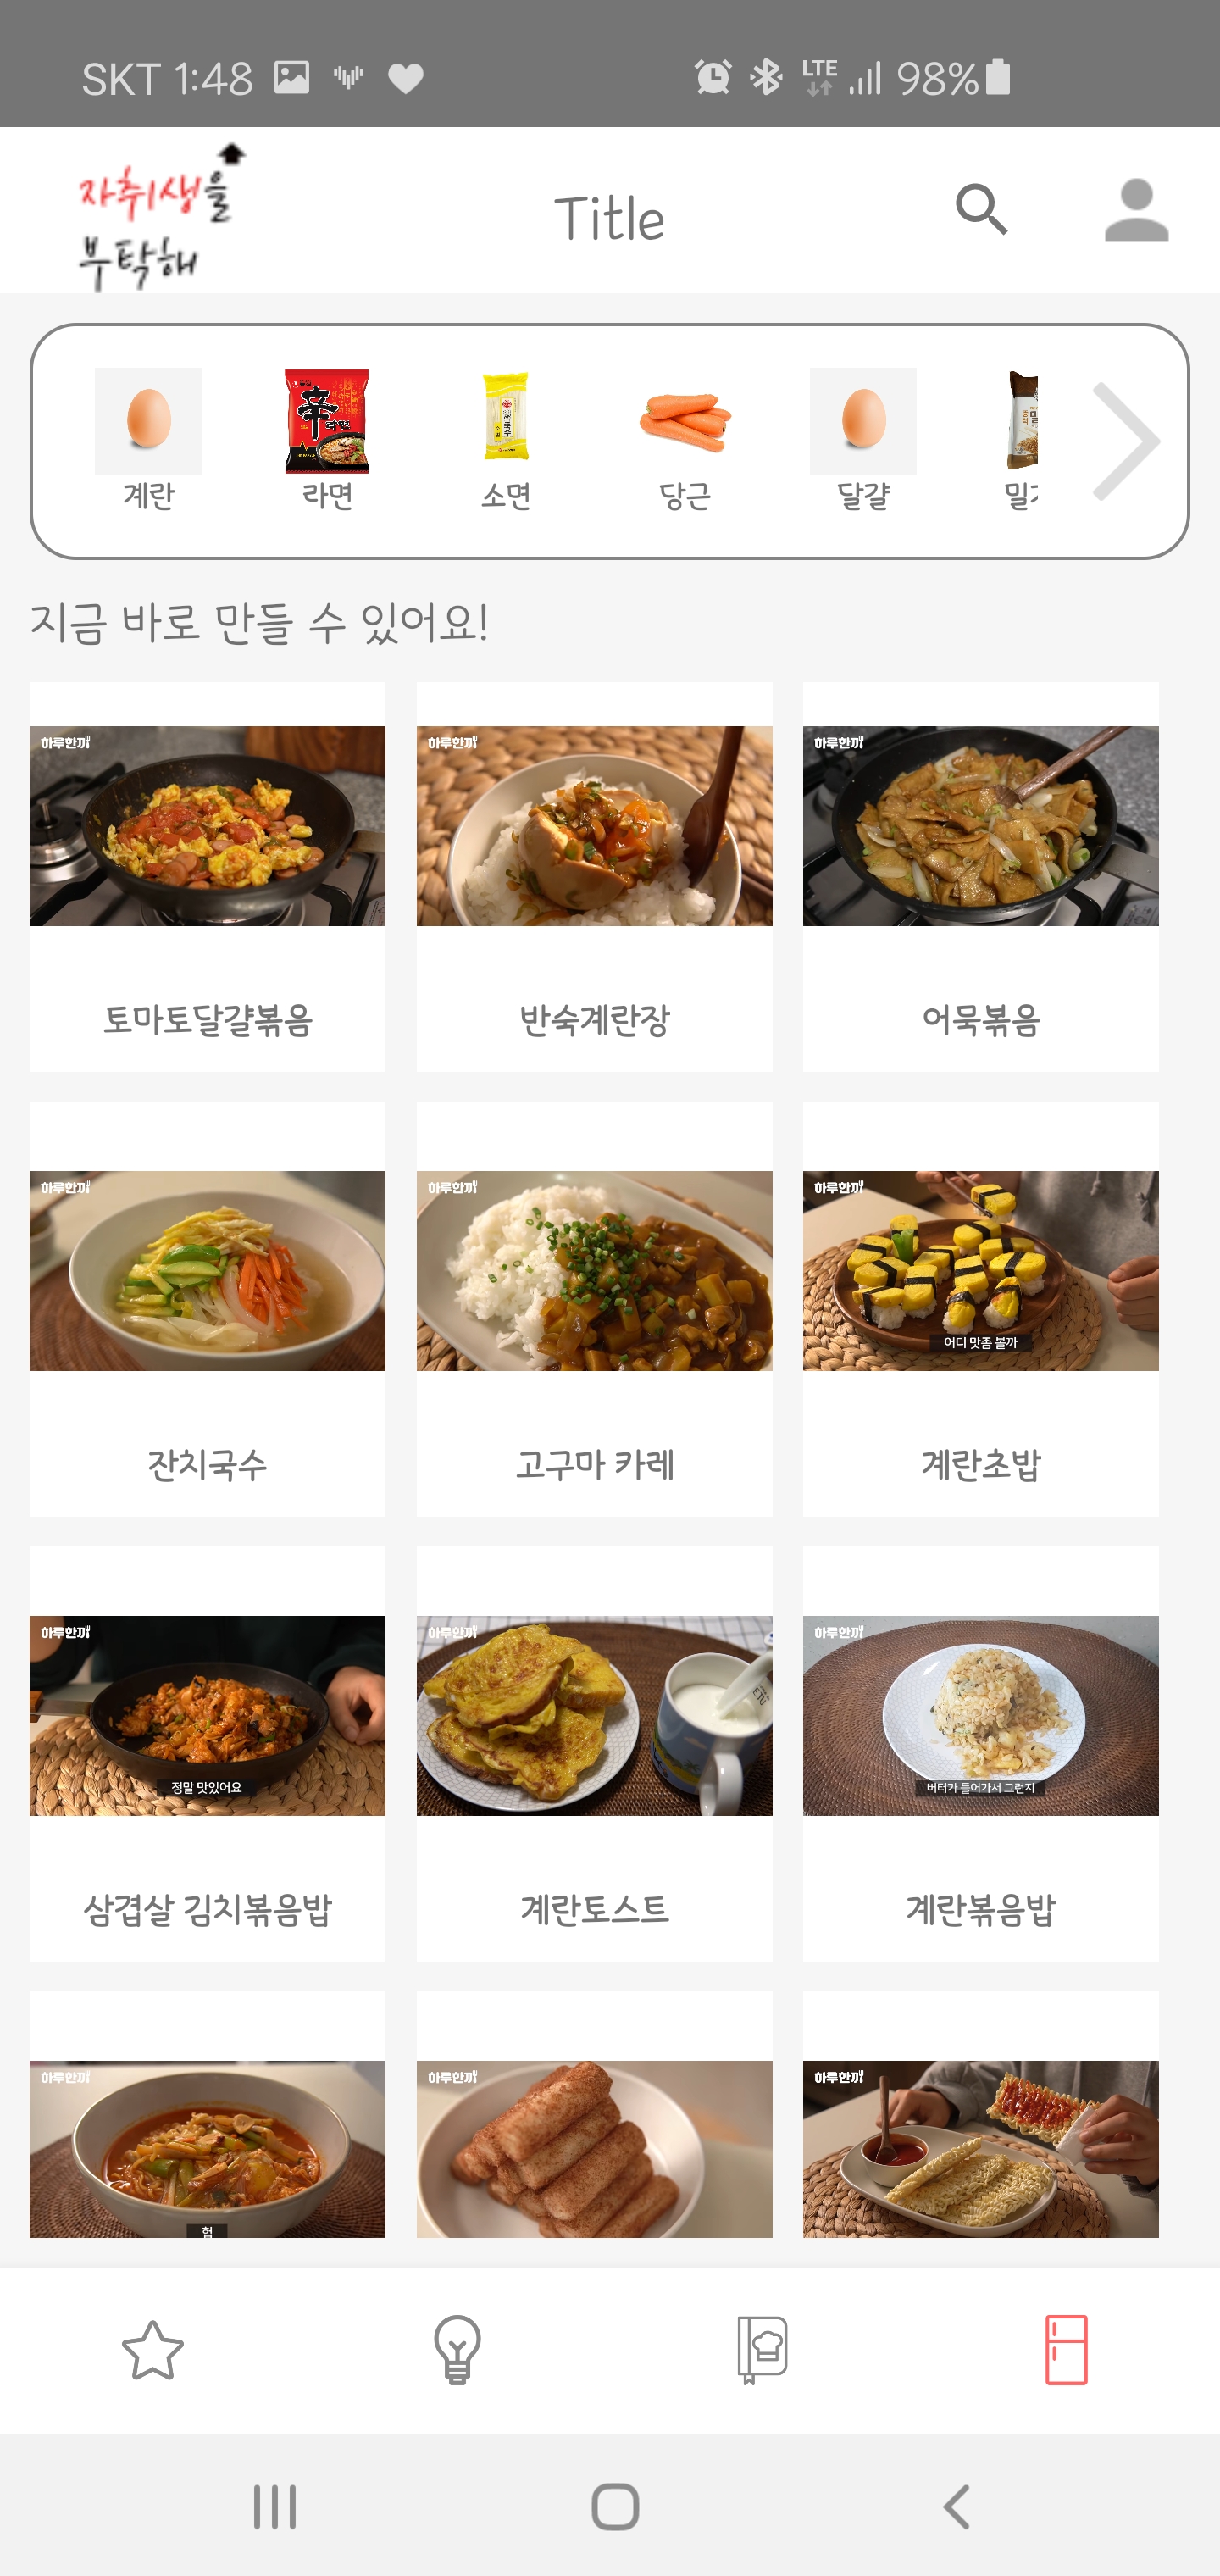 SKT 1:48 LTE 98%
자취생을
부탁해
Title
辛
라면
계란 라면 소면 당근 달걀
지금 바로 만들 수 있어요!
하루한끼 하루한끼 하루한끼
토마토달걀볶음 반숙계란장 어묵볶음
하루한끼 하루한끼 하루한끼
어디 맛좀 볼까
잔치국수 고구마 카레 계란초밥
하루한끼 하루한끼 하루한끼
정말 맛있어요 버터가 들어가서 그런지
삼겹살 김치볶음밥 계란토스트 계란볶음밥
하루한끼 하루한끼 하루한끼
헙